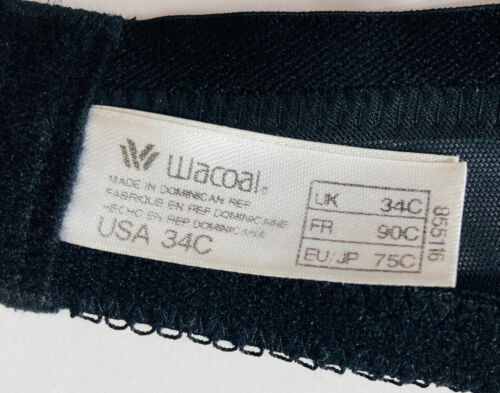 wacoal®
MADE IN DOMINICAN REP
FABRIQUE EN REP DOMINICAINE
HECHO EN REP DOMINICANA
USA 34C
UK 34C
FR 90C
EU/JP 75C
85516